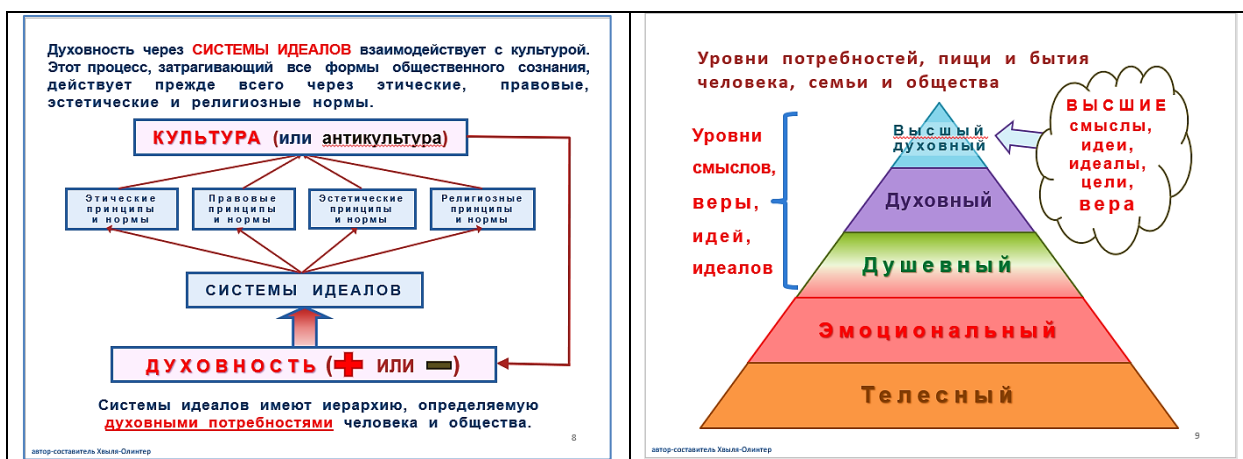 Духовность через СИСТЕМЫ ИДЕАЛОВ взаимодействует с культурой.
Этот процесс, затрагивающий все формы общественного сознания,
действует прежде всего через этические, правовые,
эстетические и религиозные нормы.
КУЛЬТУРА (или антикультура)
Этические
принципы
и нормы
Правовые
принципы
и нормы
Эстетические
принципы
и нормы
Религиозные
принципы
и нормы
СИСТЕМЫ ИДЕАЛОВ
ДУХОВНОСТЬ (+ ИЛИ −)
Системы идеалов имеют иерархию, определяемую
духовными потребностями человека и общества.
8
автор-составитель Хвыля-Олинтер
Уровни потребностей, пищи и бытия
человека, семьи и общества
Уровни
смыслов,
веры,
идей,
идеалов
Высшый
духовный
Духовный
Душевный
Эмоциональный
Телесный
ВЫСШИЕ
смыслы,
идеи,
идеалы,
цели,
вера
9
автор-составитель Хвыля-Олинтер